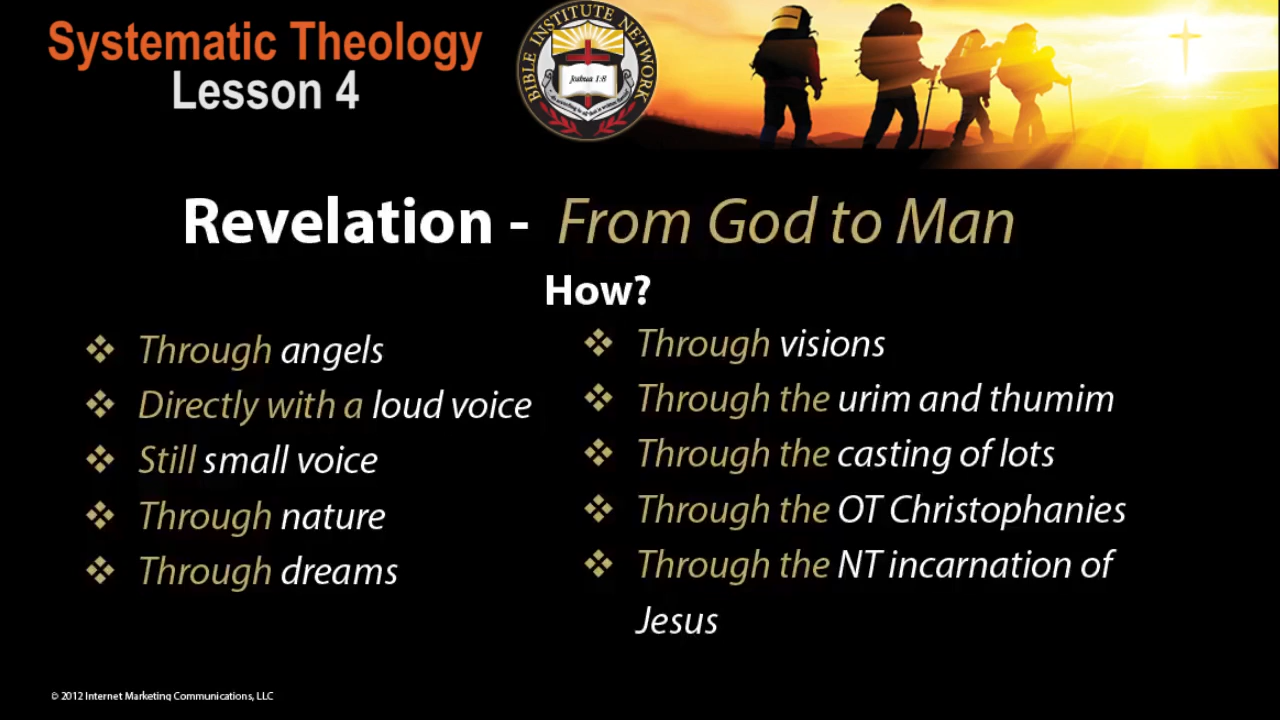 Systematic Theology
Lesson 4
BIBLE INSTITUTE NETWORK
Joshua 1:8
Revelation - From God to Man
How?
❖ Through angels
❖ Directly with a loud voice
❖ Still small voice
❖ Through nature
❖ Through dreams
❖ Through visions
❖ Through the urim and thumim
❖ Through the casting of lots
❖ Through the OT Christophanies
❖ Through the NT incarnation of
Jesus
© 2012 Internet Marketing Communications, LLC